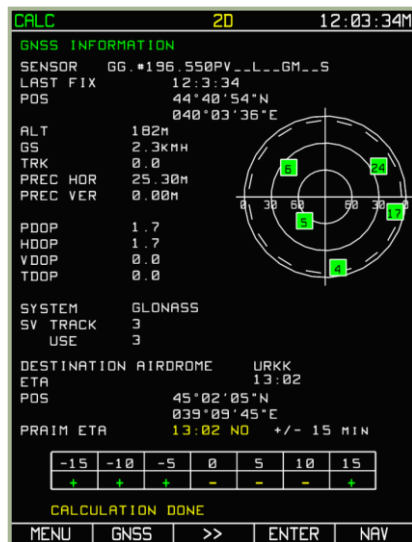 CALC 2D 12:03:34M
GNSS INFORMATION
SENSOR GG.#196.550PV__L__GM__S
LAST FIX 12:3:34
POS 44°40'54"N
040°03'36"E
ALT 182M
GS 2.3KMH
TRK 0.0
PREC HOR 25.30M
PREC VER 0.00M
6
24
0 30 60 60 30 0
17
5
4
PDOP 1.7
HDOP 1.7
VDOP 0.0
TDOP 0.0
SYSTEM GLONASS
SV TRACK 3
USE 3
DESTINATION AIRDROME URKK
ETA 13:02
POS 45°02'05"N
039°09'45"E
PRAIM ETA 13:02 NO +/- 15 MIN
-15 -10 -5 0 5 10 15
+ + + - - - +
CALCULATION DONE
MENU GNSS >> ENTER NAV